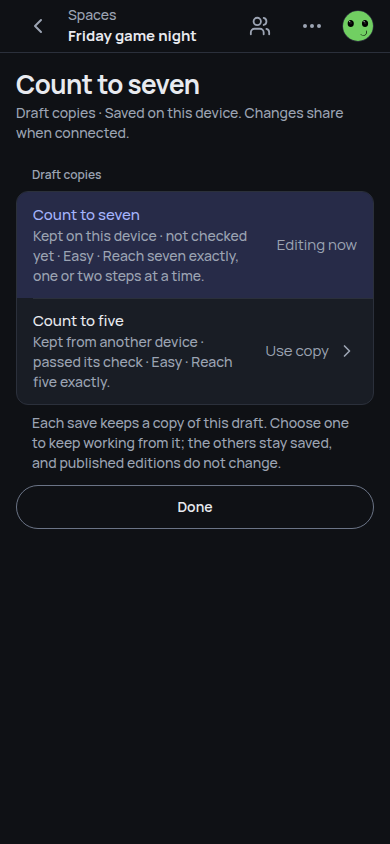 Spaces
Friday game night
Count to seven
Draft copies · Saved on this device. Changes share
when connected.
Draft copies
Count to seven
Kept on this device · not checked
yet · Easy · Reach seven exactly,
one or two steps at a time.
Editing now
Count to five
Kept from another device ·
passed its check · Easy · Reach
five exactly.
Use copy
Each save keeps a copy of this draft. Choose one
to keep working from it; the others stay saved,
and published editions do not change.
Done